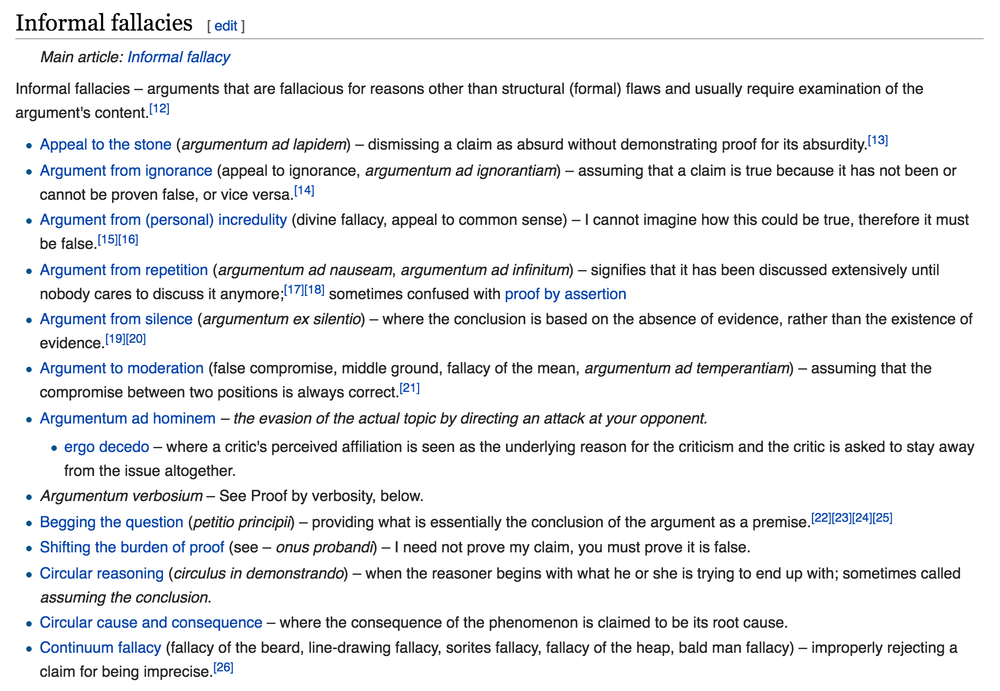 Informal fallacies [ edit ]
Main article: Informal fallacy
Informal fallacies – arguments that are fallacious for reasons other than structural (formal) flaws and usually require examination of the
argument's content.[12]
• Appeal to the stone (argumentum ad lapidem) – dismissing a claim as absurd without demonstrating proof for its absurdity.[13]
• Argument from ignorance (appeal to ignorance, argumentum ad ignorantiam) – assuming that a claim is true because it has not been or
cannot be proven false, or vice versa.[14]
• Argument from (personal) incredulity (divine fallacy, appeal to common sense) – I cannot imagine how this could be true, therefore it must
be false.[15][16]
• Argument from repetition (argumentum ad nauseam, argumentum ad infinitum) – signifies that it has been discussed extensively until
nobody cares to discuss it anymore;[17][18] sometimes confused with proof by assertion
• Argument from silence (argumentum ex silentio) – where the conclusion is based on the absence of evidence, rather than the existence of
evidence.[19][20]
• Argument to moderation (false compromise, middle ground, fallacy of the mean, argumentum ad temperantiam) – assuming that the
compromise between two positions is always correct.[21]
• Argumentum ad hominem – the evasion of the actual topic by directing an attack at your opponent.
• ergo decedo – where a critic's perceived affiliation is seen as the underlying reason for the criticism and the critic is asked to stay away
from the issue altogether.
• Argumentum verbosium – See Proof by verbosity, below.
• Begging the question (petitio principii) – providing what is essentially the conclusion of the argument as a premise.[22][23][24][25]
• Shifting the burden of proof (see – onus probandi) – I need not prove my claim, you must prove it is false.
• Circular reasoning (circulus in demonstrando) – when the reasoner begins with what he or she is trying to end up with; sometimes called
assuming the conclusion.
• Circular cause and consequence – where the consequence of the phenomenon is claimed to be its root cause.
• Continuum fallacy (fallacy of the beard, line-drawing fallacy, sorites fallacy, fallacy of the heap, bald man fallacy) – improperly rejecting a
claim for being imprecise.[26]